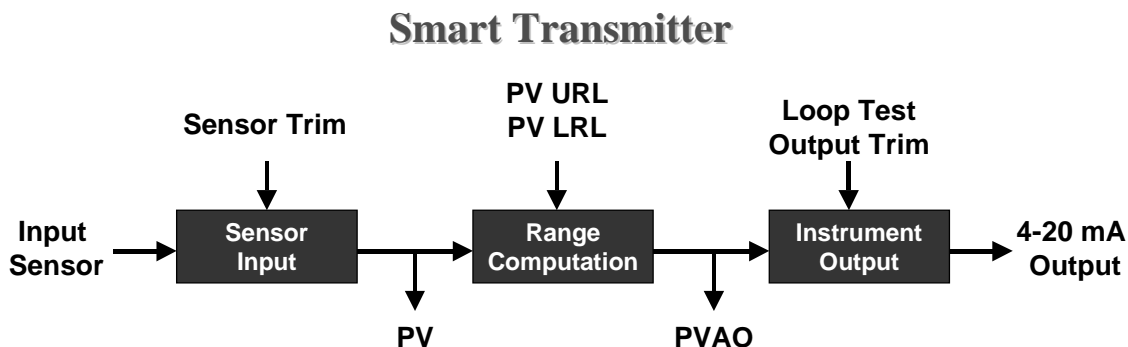 Smart Transmitter
Sensor Trim
PV URL
PV LRL
Loop Test
Output Trim
Input
Sensor
Sensor
Input
Range
Computation
Instrument
Output
4-20 mA
Output
PV
PVAO